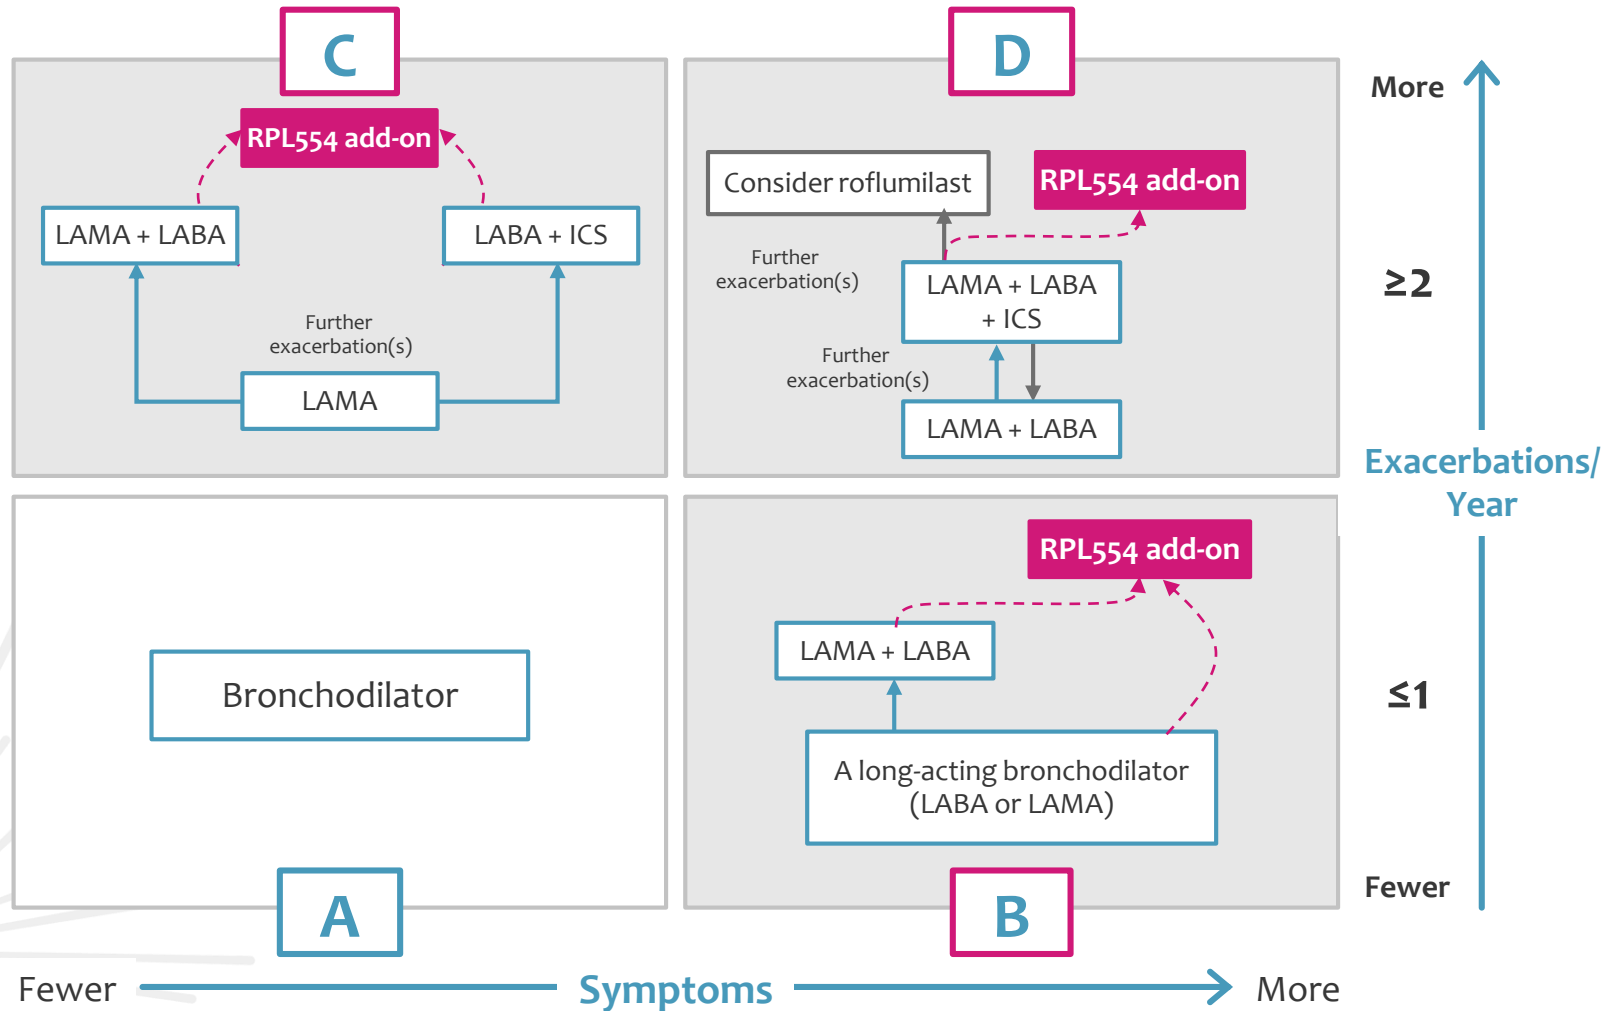 C
RPL554 add-on
LAMA + LABA
LABA + ICS
Further
exacerbation(s)
LAMA
D
Consider roflumilast
RPL554 add-on
Further
exacerbation(s)
LAMA + LABA
+ ICS
Further
exacerbation(s)
LAMA + LABA
More
≥2
Exacerbations/
Year
≤1
Fewer
Bronchodilator
A
RPL554 add-on
LAMA + LABA
A long-acting bronchodilator
(LABA or LAMA)
B
Fewer
Symptoms
More